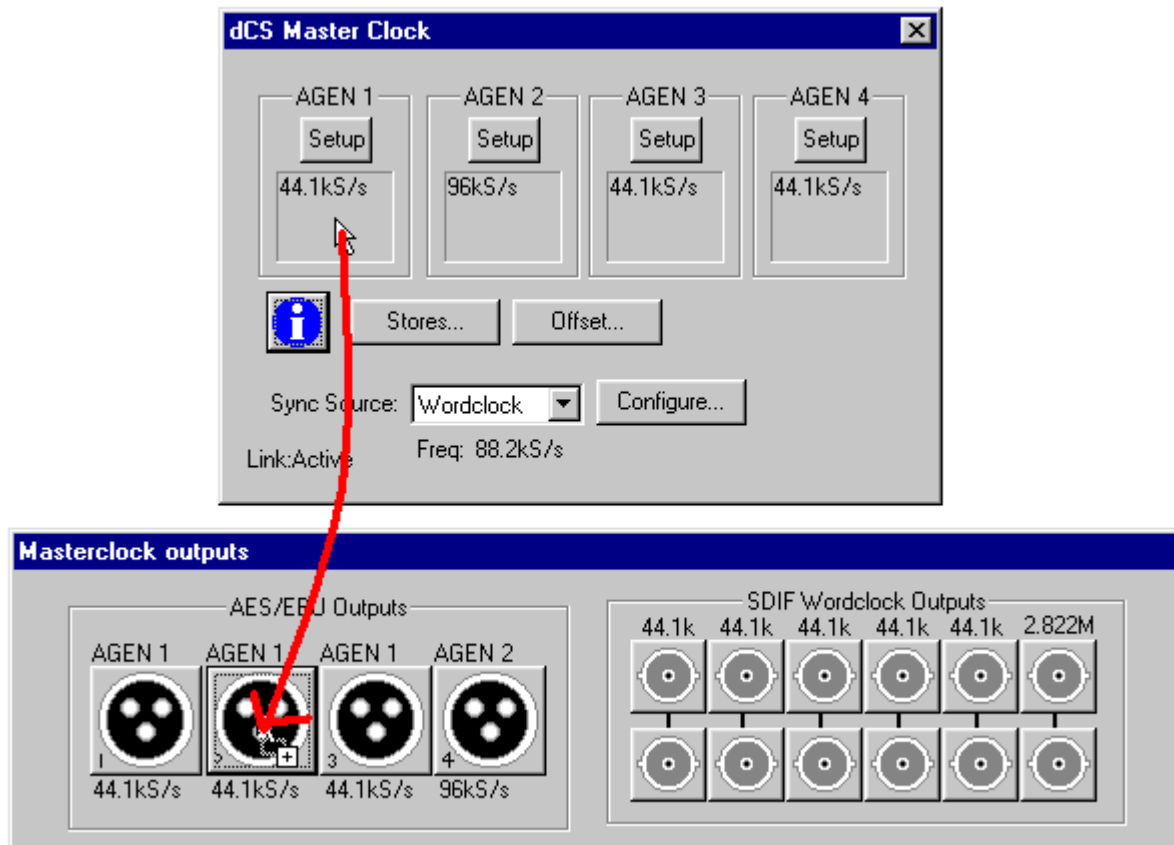 dCS Master Clock
AGEN 1 AGEN 2 AGEN 3 AGEN 4
Setup Setup Setup Setup
44.1kS/s 96kS/s 44.1kS/s 44.1kS/s
i Stores... Offset...
Sync Source: Wordclock Configure...
Freq: 88.2kS/s
Link:Active
Masterclock outputs
AES/EBU Outputs
AGEN 1 AGEN 1 AGEN 1 AGEN 2
1 2 3 4
44.1kS/s 44.1kS/s 44.1kS/s 96kS/s
SDIF Wordclock Outputs
44.1k 44.1k 44.1k 44.1k 44.1k 2.822M